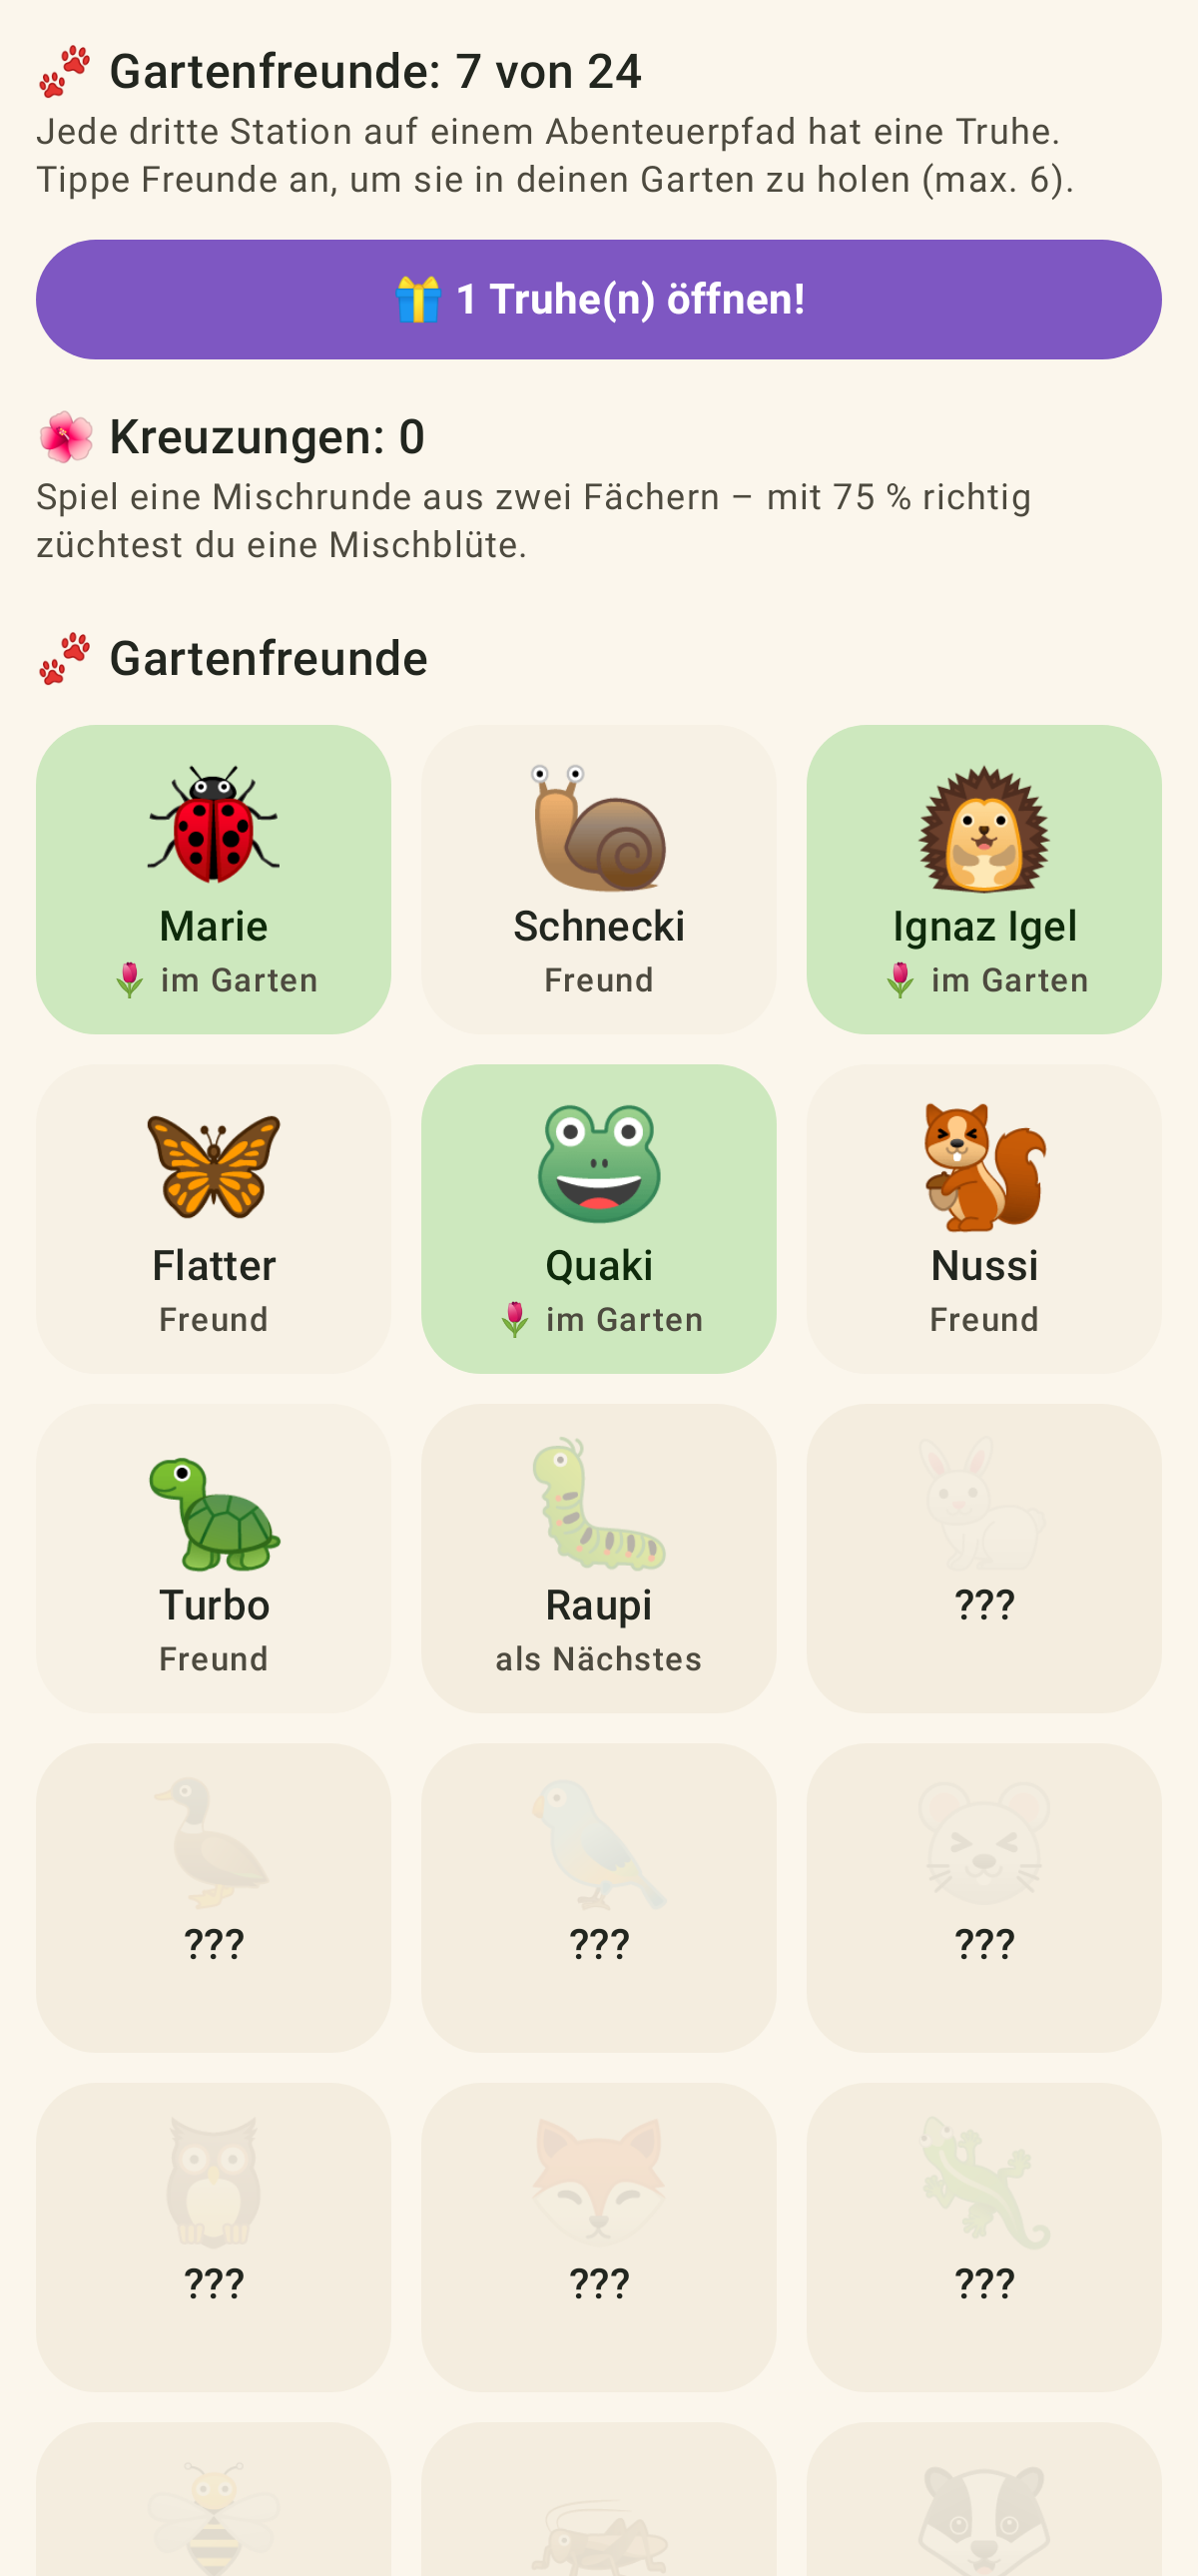 Gartenfreunde: 7 von 24
Jede dritte Station auf einem Abenteuerpfad hat eine Truhe.
Tippe Freunde an, um sie in deinen Garten zu holen (max. 6).
1 Truhe(n) öffnen!
Kreuzungen: 0
Spiel eine Mischrunde aus zwei Fächern – mit 75 % richtig
züchtest du eine Mischblüte.
Gartenfreunde
Marie
im Garten
Schnecki
Freund
Ignaz Igel
im Garten
Flatter
Freund
Quaki
im Garten
Nussi
Freund
Turbo
Freund
Raupi
als Nächstes
???
???
???
???
???
???
???